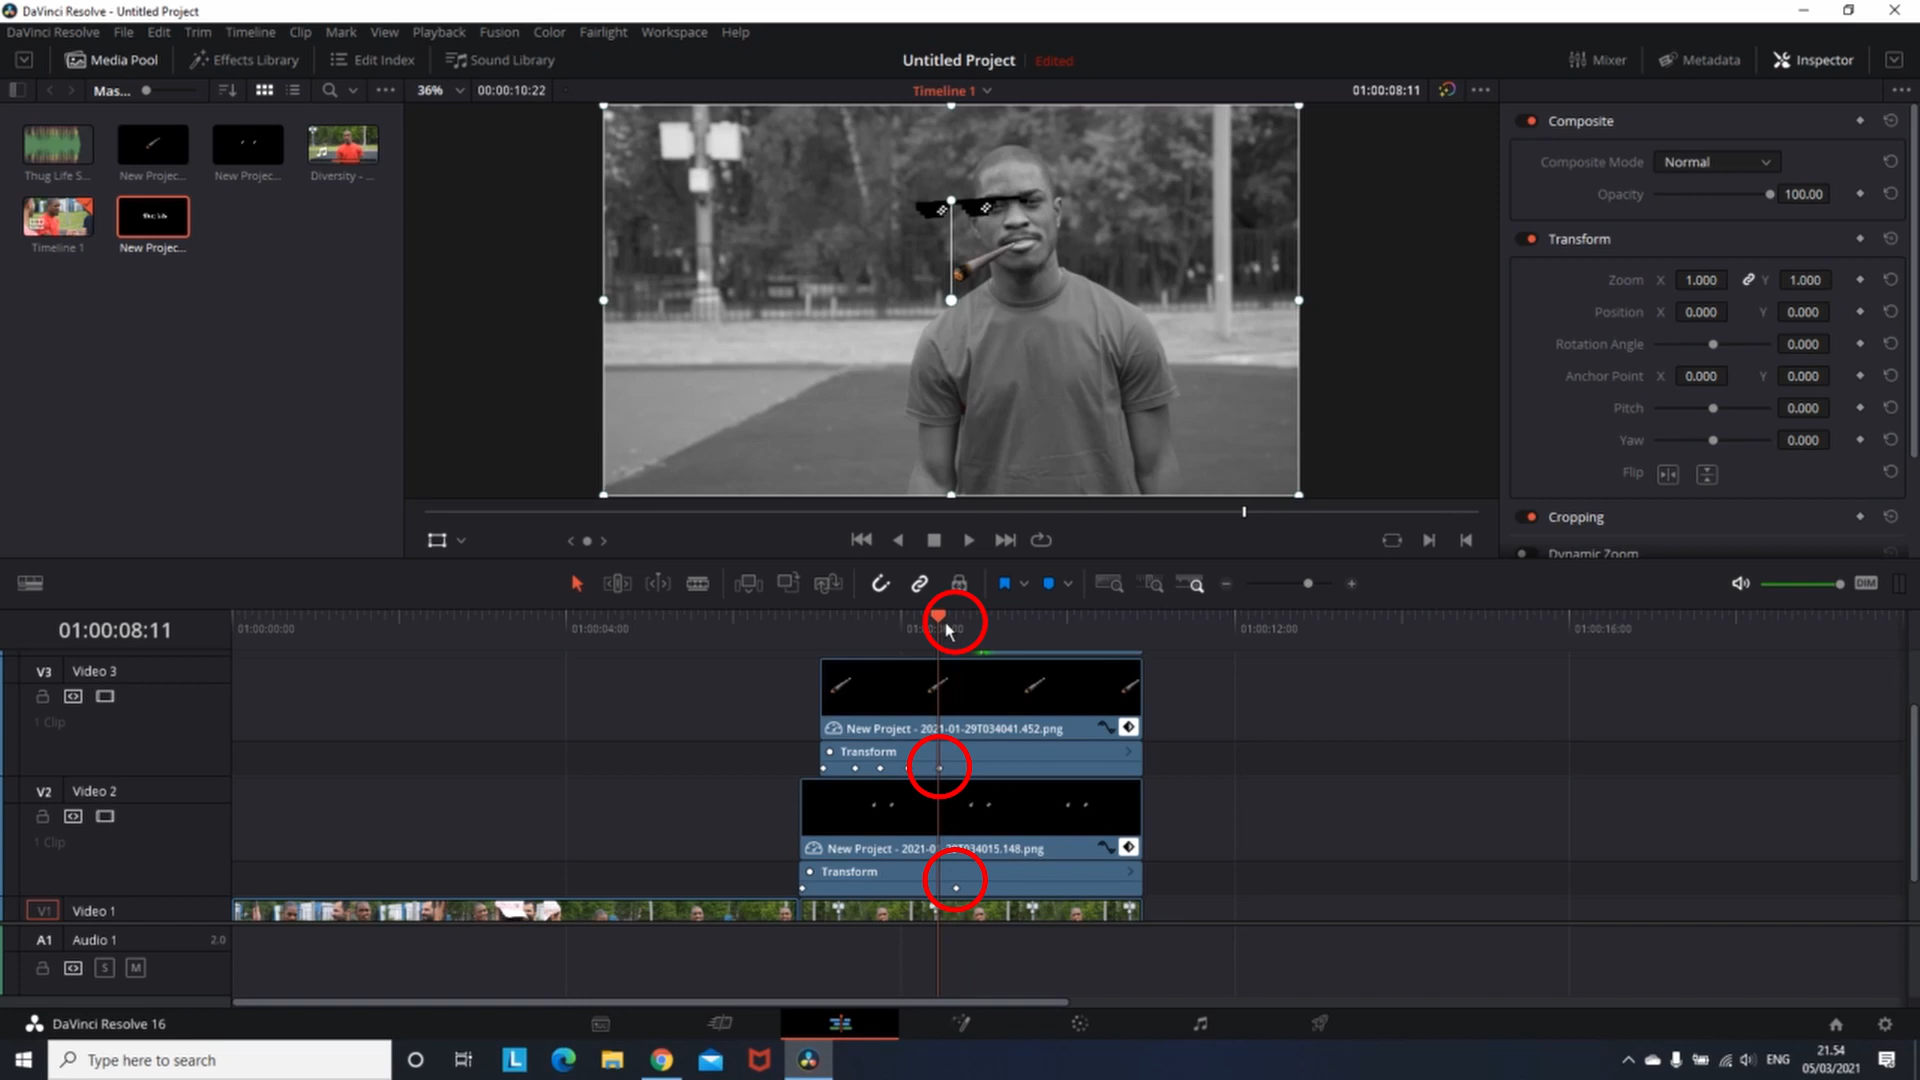 DaVinci Resolve - Untitled Project
DaVinci Resolve File Edit Trim Timeline Clip Mark View Playback Fusion Color Fairlight Workspace Help
Media Pool Effects Library Edit Index Sound Library Untitled Project Edited Mixer Metadata Inspector
Mas... 36% 00:00:10:22 Timeline 1 01:00:08:11
Thug Life S... New Projec... New Projec... Diversity - ...
Timeline 1 New Projec...
Composite
Composite Mode Normal
Opacity 100.00
Transform
Zoom X 1.000 Y 1.000
Position X 0.000 Y 0.000
Rotation Angle 0.000
Anchor Point X 0.000 Y 0.000
Pitch 0.000
Yaw 0.000
Flip
Cropping
Dynamic Zoom
DIM
01:00:08:11
01:00:00:00 01:00:04:00 01:00:12:00 01:00:16:00
V3 Video 3
1 Clip
New Project - 2021-01-29T034041.452.png
Transform
V2 Video 2
1 Clip
New Project - 2021-01-29T034015.148.png
Transform
V1 Video 1
A1 Audio 1 2.0
S M
DaVinci Resolve 16
Type here to search
L
ENG
21.54
05/03/2021